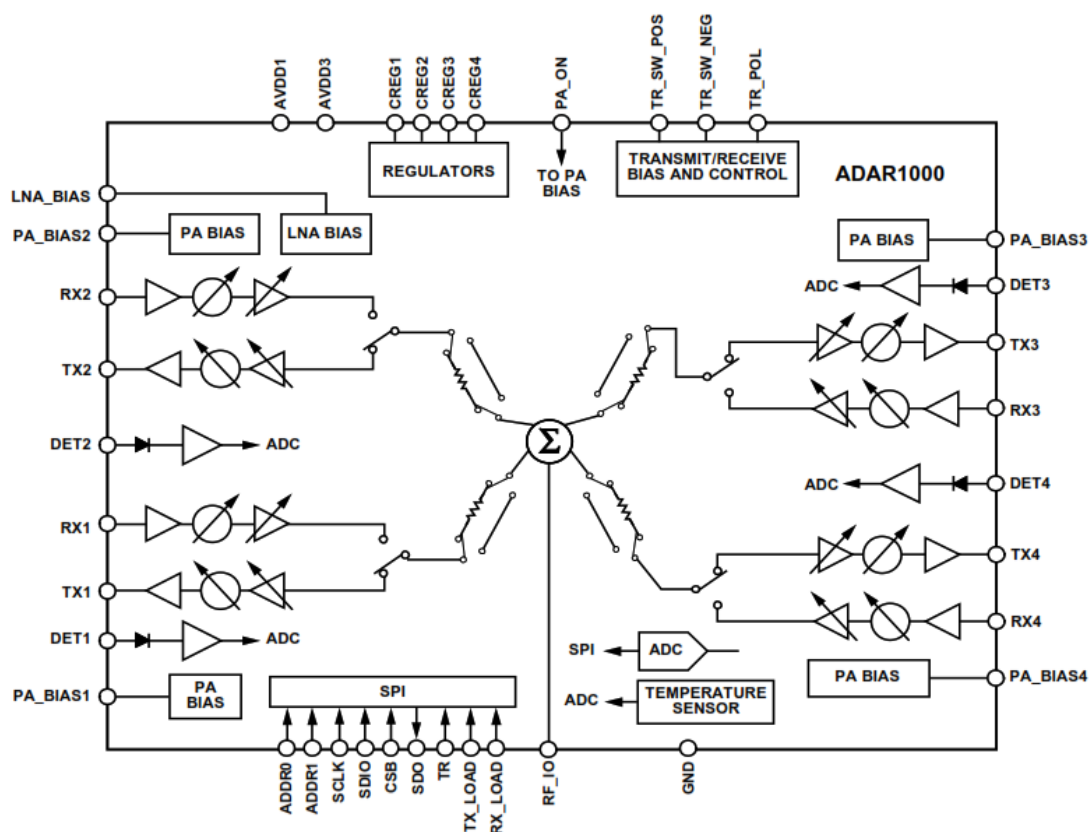 AVDD1
AVDD3
CREG1
CREG2
CREG3
CREG4
PA_ON
TR_SW_POS
TR_SW_NEG
TR_POL
REGULATORS
TO PA
BIAS
TRANSMIT/RECEIVE
BIAS AND CONTROL
ADAR1000
LNA_BIAS
PA_BIAS2
PA BIAS
LNA BIAS
PA BIAS
PA_BIAS3
RX2
ADC
DET3
TX2
TX3
RX3
DET2
ADC
Σ
ADC
DET4
RX1
TX4
TX1
RX4
DET1
ADC
SPI
ADC
PA_BIAS1
PA
BIAS
SPI
ADC
TEMPERATURE
SENSOR
PA BIAS
PA_BIAS4
ADDR0
ADDR1
SCLK
SDIO
CSB
SDO
TR
TX_LOAD
RX_LOAD
RF_IO
GND